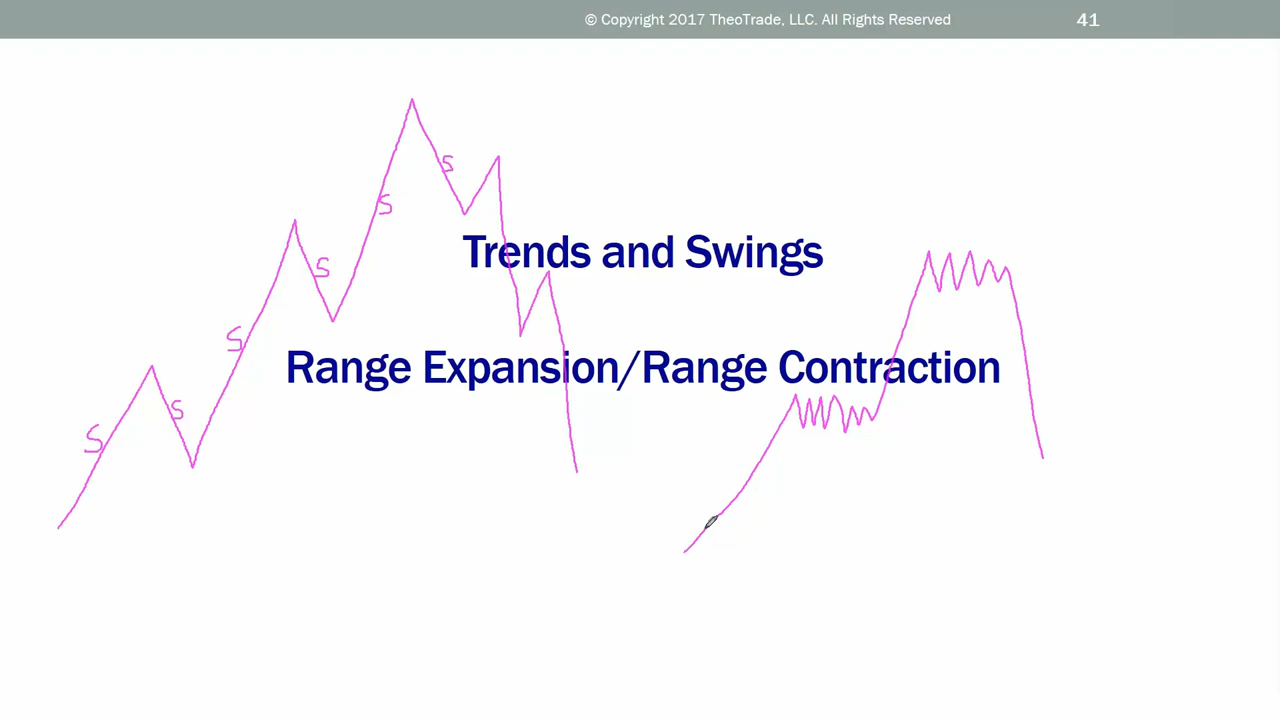 © Copyright 2017 TheoTrade, LLC. All Rights Reserved
41
S
S
Trends and Swings
S
S
Range Expansion/Range Contraction
S
S